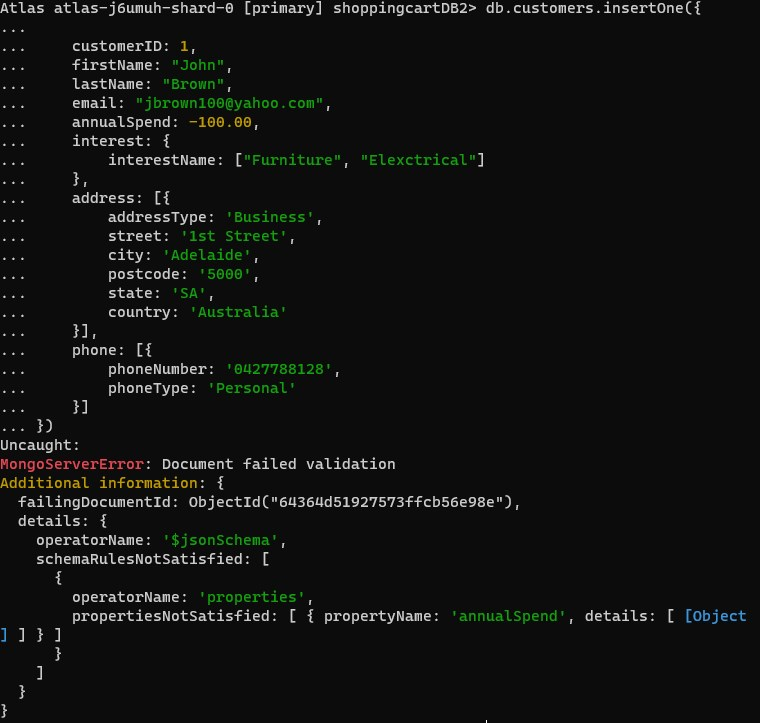 Atlas atlas-j6umuh-shard-0 [primary] shoppingcartDB2> db.customers.insertOne({
...
...     customerID: 1,
...     firstName: "John",
...     lastName: "Brown",
...     email: "jbrown100@yahoo.com",
...     annualSpend: -100.00,
...     interest: {
...         interestName: ["Furniture", "Elexctrical"]
...     },
...     address: [{
...         addressType: 'Business',
...         street: '1st Street',
...         city: 'Adelaide',
...         postcode: '5000',
...         state: 'SA',
...         country: 'Australia'
...     }],
...     phone: [{
...         phoneNumber: '0427788128',
...         phoneType: 'Personal'
...     }]
... })
Uncaught:
MongoServerError: Document failed validation
Additional information: {
  failingDocumentId: ObjectId("64364d51927573ffcb56e98e"),
  details: {
    operatorName: '$jsonSchema',
    schemaRulesNotSatisfied: [
      {
        operatorName: 'properties',
        propertiesNotSatisfied: [ { propertyName: 'annualSpend', details: [ [Object
] ] } ]
      }
    ]
  }
}